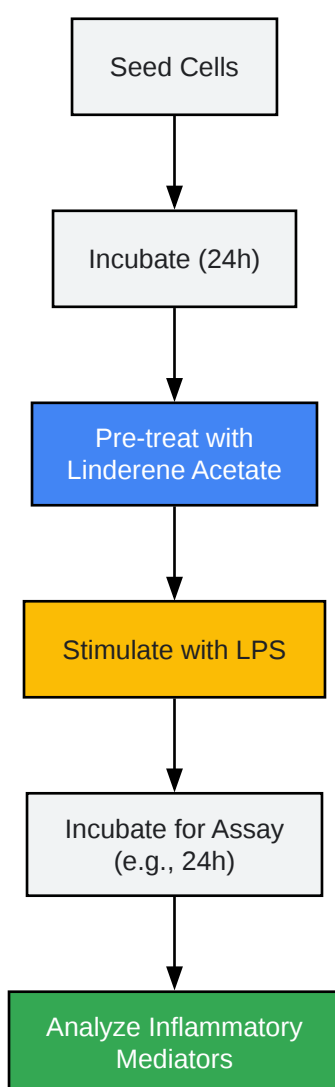 Seed Cells
Incubate (24h)
Pre-treat with
Linderene Acetate
Stimulate with LPS
Incubate for Assay
(e.g., 24h)
Analyze Inflammatory
Mediators